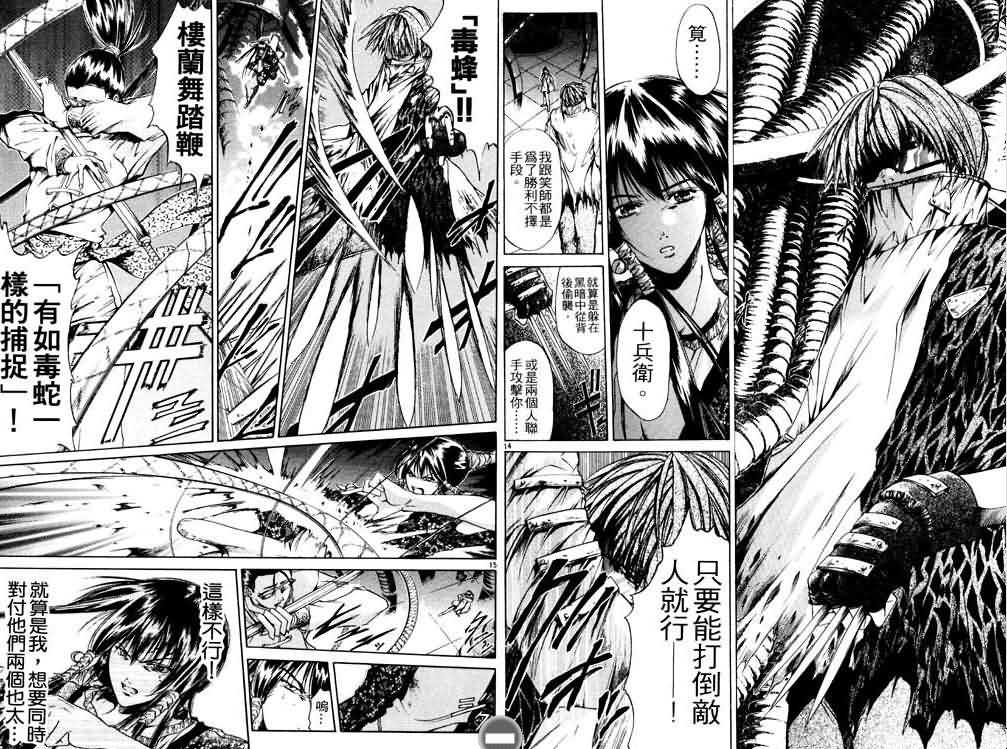 筧……
十兵衛。
我跟笑師都是
為了勝利不擇
手段。
就算是躲在
黑暗中從背
後偷襲。
或是兩個人聯
手攻擊你……
14
只要能打倒敵
人就行——！
「毒蜂」!!
樓蘭舞踏鞭
「有如毒蛇一
樣的捕捉」！
15
嗚…
這樣不行！
就算是我，想要同時
對付他們兩個也太…